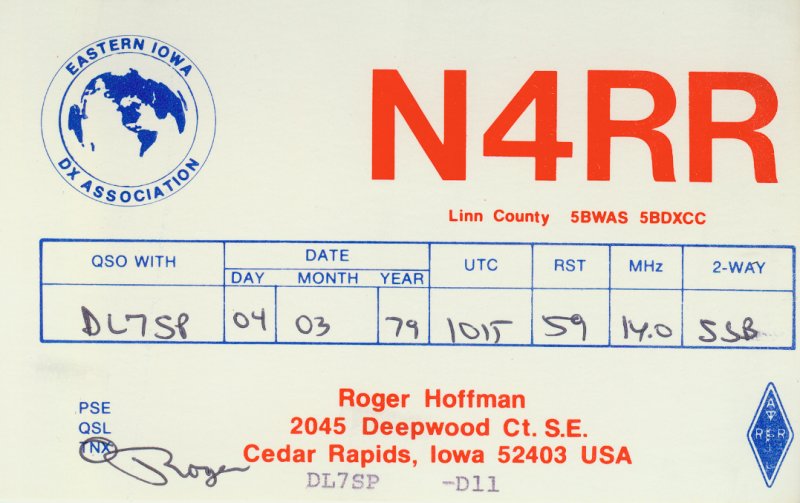 EASTERN IOWA
DX ASSOCIATION
N4RR
Linn County 5BWAS 5BDXCC
QSO WITH DATE UTC RST MHz 2-WAY
DAY MONTH YEAR
DL7SP 04 03 79 1015 59 14.0 SSB
PSE
QSL
TNX
Roger
Roger Hoffman
2045 Deepwood Ct. S.E.
Cedar Rapids, Iowa 52403 USA
DL7SP -D11
A
R R
L